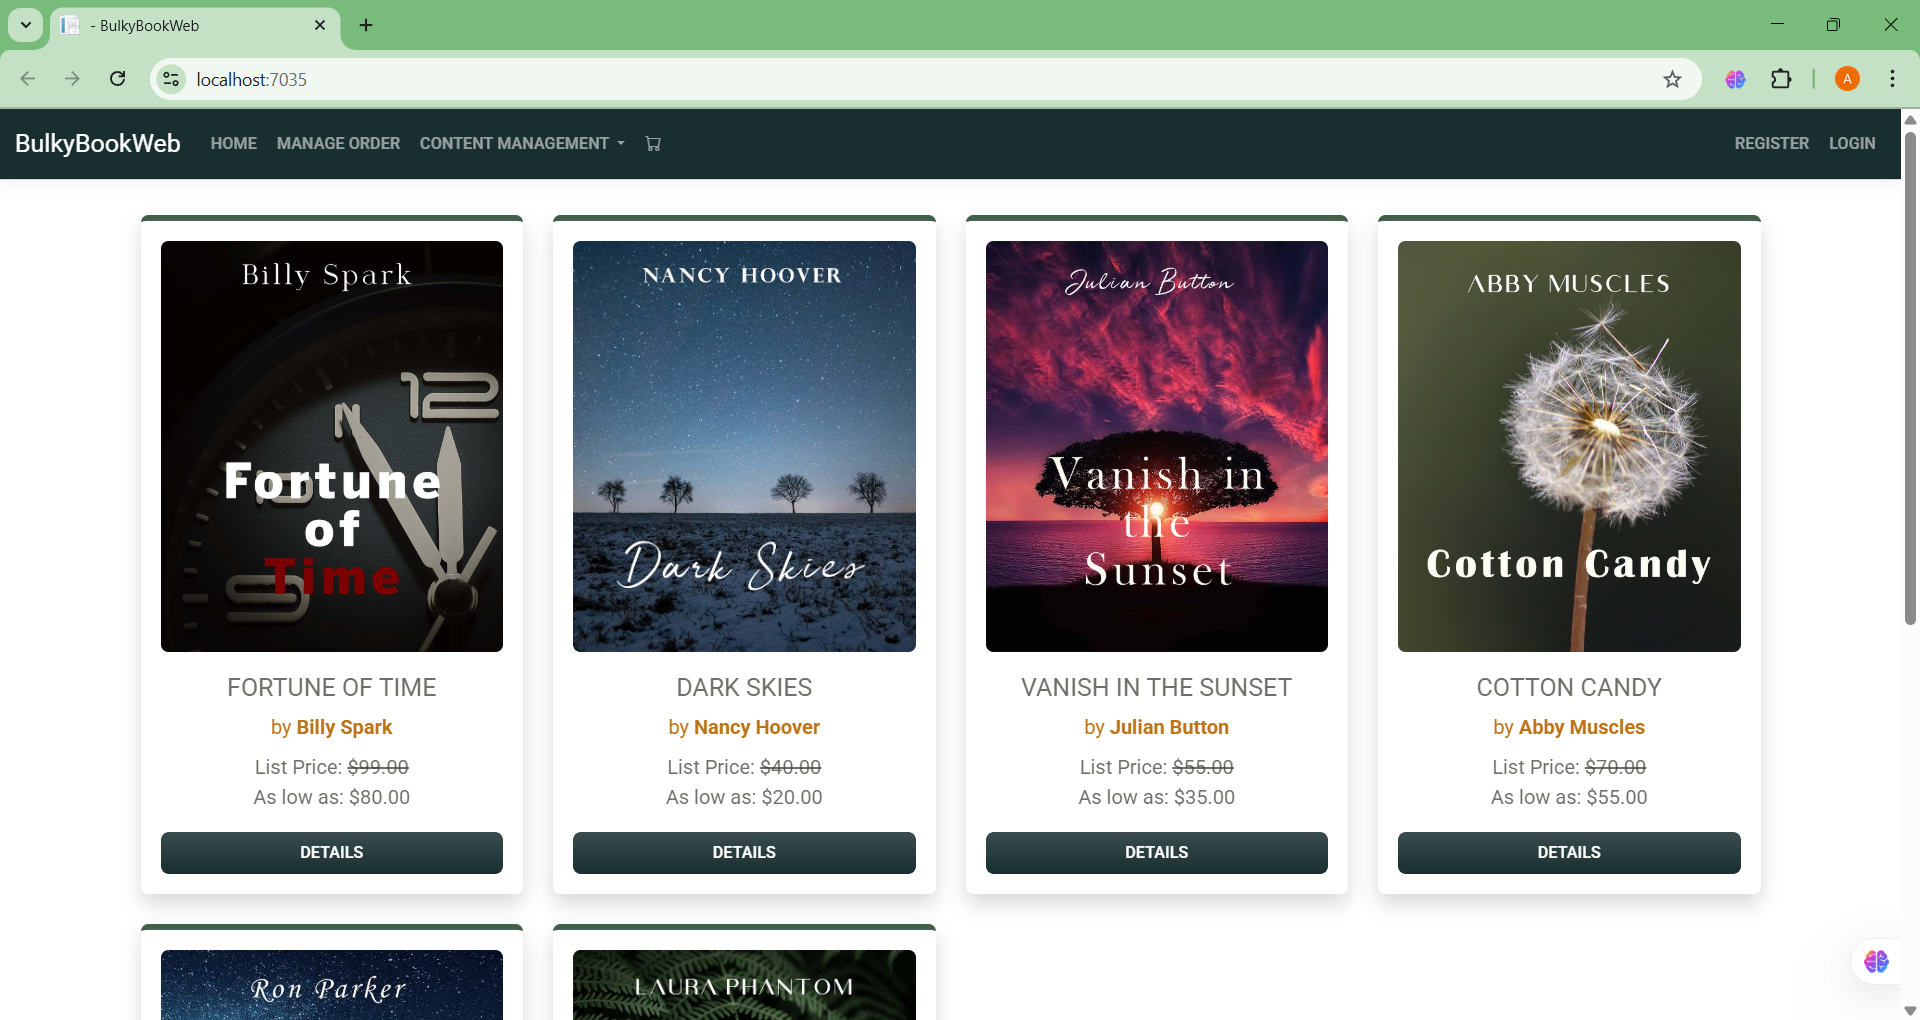 - BulkyBookWeb
localhost:7035
A
BulkyBookWeb HOME MANAGE ORDER CONTENT MANAGEMENT REGISTER LOGIN
Billy Spark
12
Fortune
of
Time
FORTUNE OF TIME
by Billy Spark
List Price: $99.00
As low as: $80.00
DETAILS
NANCY HOOVER
Dark Skies
DARK SKIES
by Nancy Hoover
List Price: $40.00
As low as: $20.00
DETAILS
Julian Button
Vanish in
the
Sunset
VANISH IN THE SUNSET
by Julian Button
List Price: $55.00
As low as: $35.00
DETAILS
ABBY MUSCLES
Cotton Candy
COTTON CANDY
by Abby Muscles
List Price: $70.00
As low as: $55.00
DETAILS
Ron Parker
LAURA PHANTOM